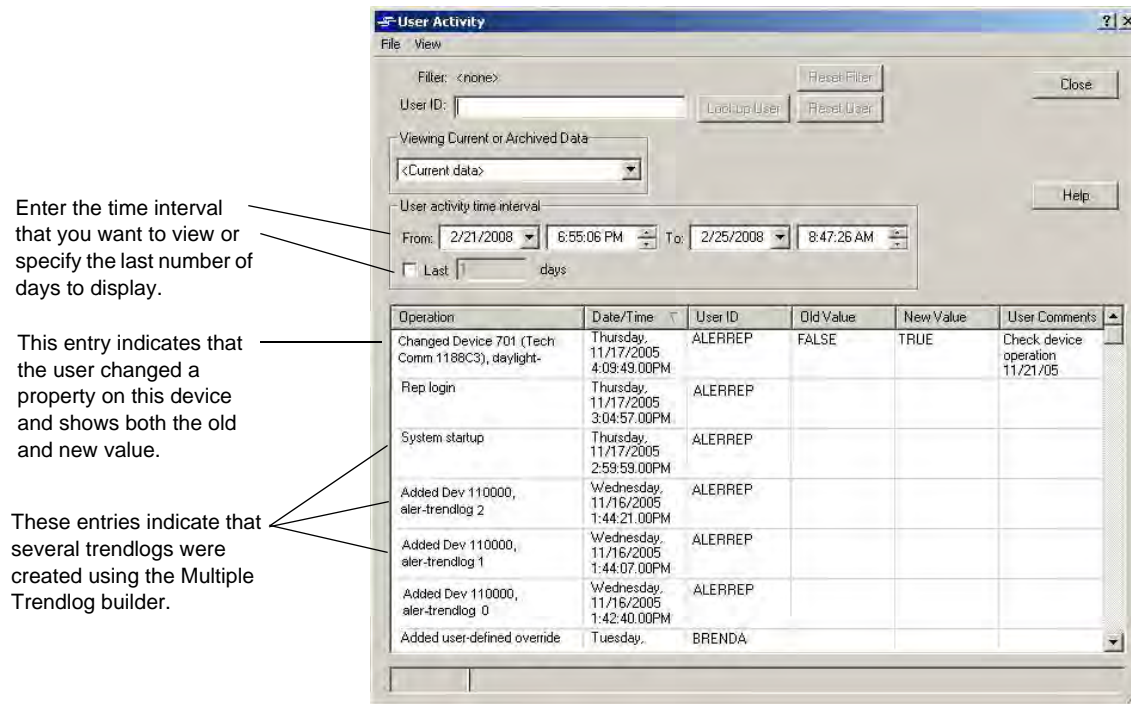 User Activity
File View
Filter: <none>
Reset Filter
Close
User ID:
Look up User
Reset User
Viewing Current or Archived Data
<Current data>
Help
User activity time interval
From: 2/21/2008 6:55:06 PM To: 2/25/2008 8:47:26 AM
Last 1 days
Enter the time interval
that you want to view or
specify the last number of
days to display.
This entry indicates that
the user changed a
property on this device
and shows both the old
and new value.
These entries indicate that
several trendlogs were
created using the Multiple
Trendlog builder.
Operation Date/Time User ID Old Value New Value User Comments
Changed Device 701 (Tech
Comm 1188C3), daylight-
Thursday,
11/17/2005
4:09:49.00PM
ALERREP
FALSE
TRUE
Check device
operation
11/21/05
Rep login
Thursday,
11/17/2005
3:04:57.00PM
ALERREP
System startup
Thursday,
11/17/2005
2:59:59.00PM
ALERREP
Added Dev 110000,
aler-trendlog 2
Wednesday,
11/16/2005
1:44:21.00PM
ALERREP
Added Dev 110000,
aler-trendlog 1
Wednesday,
11/16/2005
1:44:07.00PM
ALERREP
Added Dev 110000,
aler-trendlog 0
Wednesday,
11/16/2005
1:42:40.00PM
ALERREP
Added user-defined override
Tuesday,
BRENDA